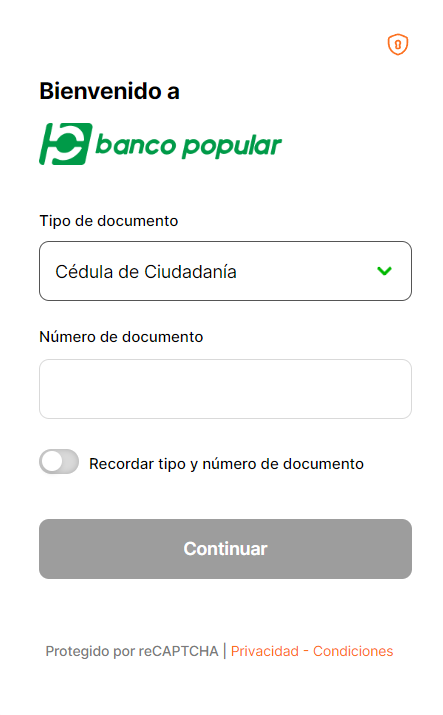 Bienvenido a
banco popular
Tipo de documento
Cédula de Ciudadanía
Número de documento
Recordar tipo y número de documento
Continuar
Protegido por reCAPTCHA | Privacidad - Condiciones